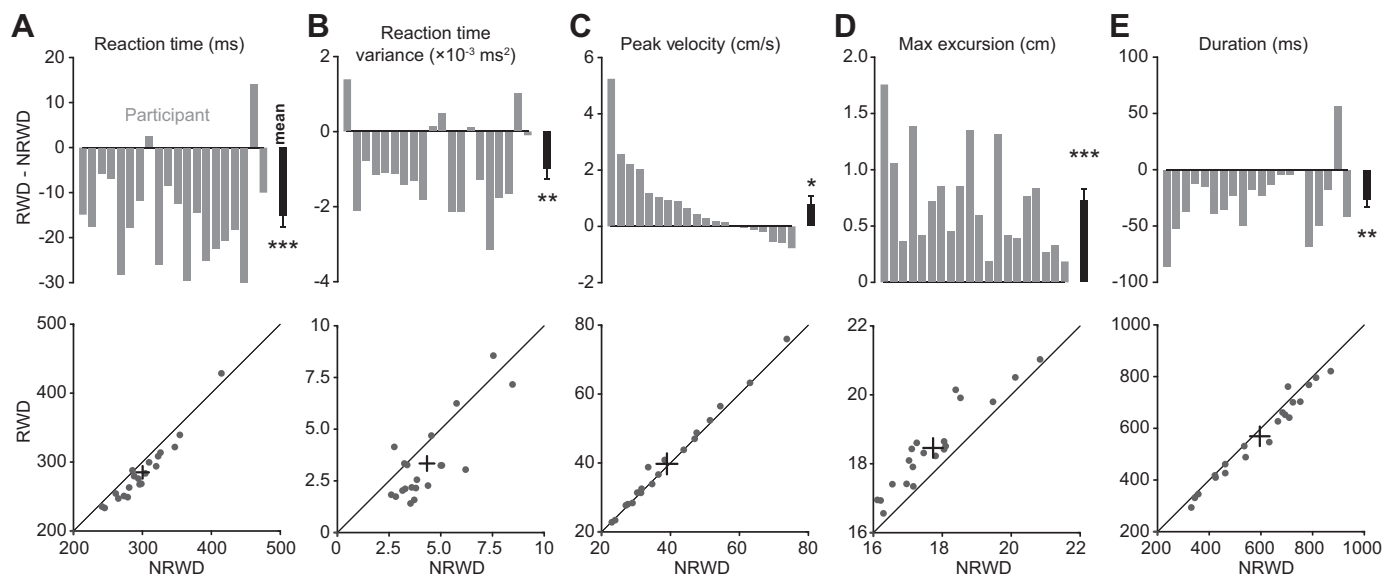 A
Reaction time (ms)
20
10
0
-10
-20
-30
RWD - NRWD
Participant
mean
***
500
400
300
200
RWD
200 300 400 500
NRWD
B
Reaction time
variance (×10-3 ms2)
2
0
-2
-4
**
10
7.5
5.0
2.5
0
0 2.5 5.0 7.5 10
NRWD
C
Peak velocity (cm/s)
6
4
2
0
-2
*
80
60
40
20
20 40 60 80
NRWD
D
Max excursion (cm)
2.0
1.5
1.0
0.5
0
***
22
20
18
16
16 18 20 22
NRWD
E
Duration (ms)
100
50
0
-50
-100
**
1000
800
600
400
200
200 400 600 800 1000
NRWD